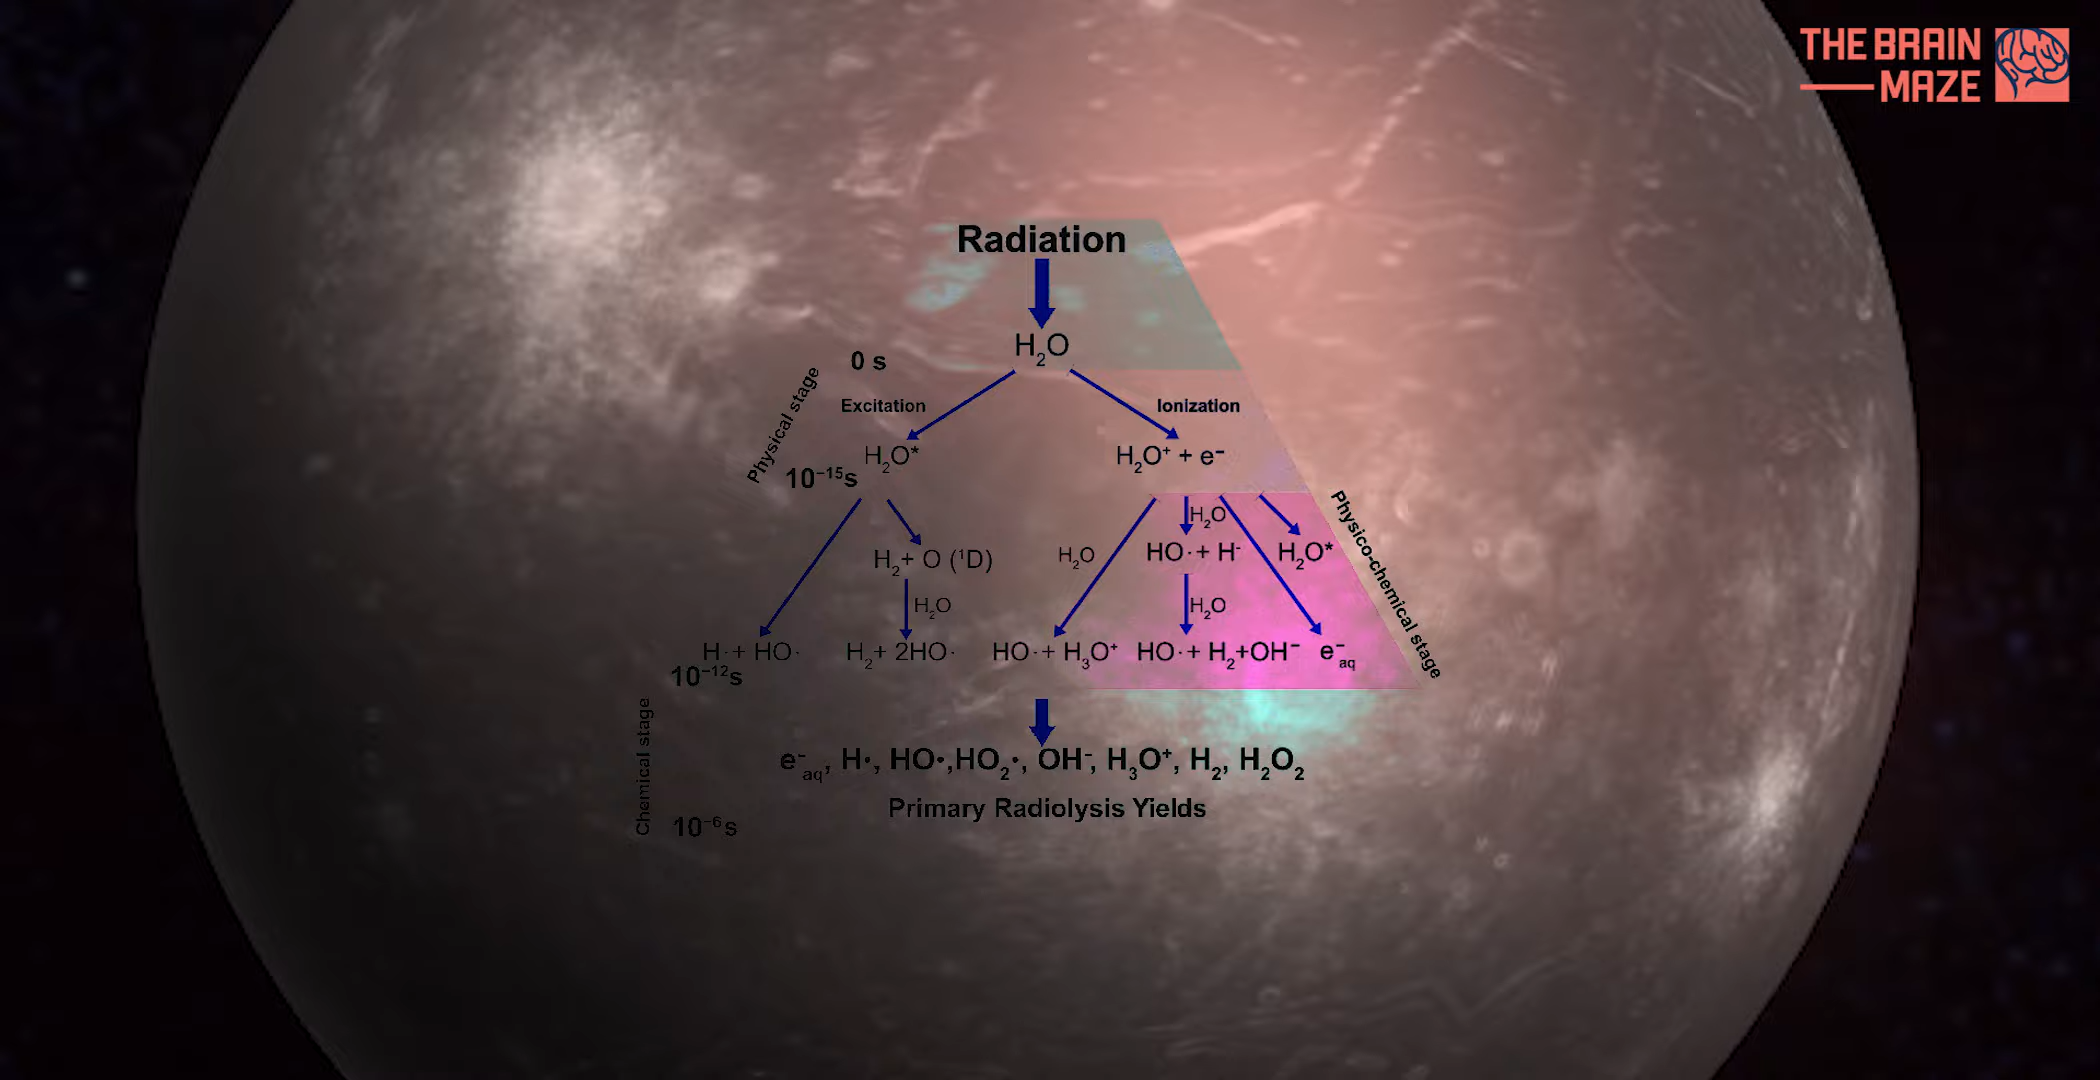 THE BRAIN
MAZE
Radiation
H₂O
0 s
Physical stage
Excitation
Ionization
H₂O*
H₂O⁺ + e⁻
10⁻¹⁵s
Physico-chemical stage
H₂O
H₂+ O (¹D)
H₂O
HO·+ H⁻
H₂O*
H₂O
H₂O
H·+ HO·
H₂+ 2HO·
HO·+ H₃O⁺
HO·+ H₂+OH⁻
e⁻aq
10⁻¹²s
Chemical stage
e⁻aq, H•, HO•,HO₂•, OH⁻, H₃O⁺, H₂, H₂O₂
Primary Radiolysis Yields
10⁻⁶s